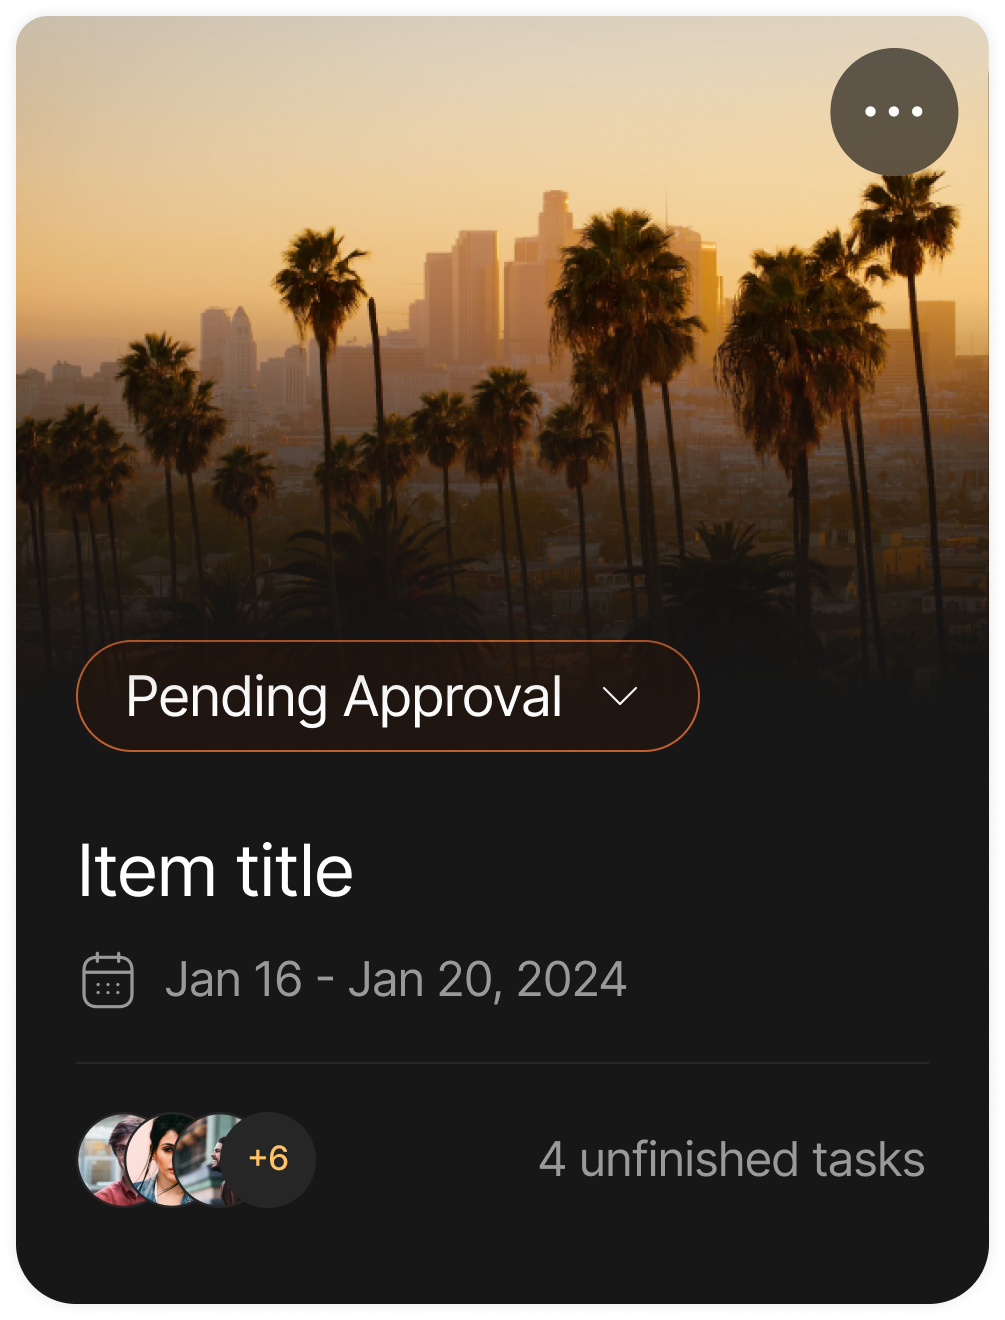 Pending Approval
Item title
Jan 16 - Jan 20, 2024
+6
4 unfinished tasks